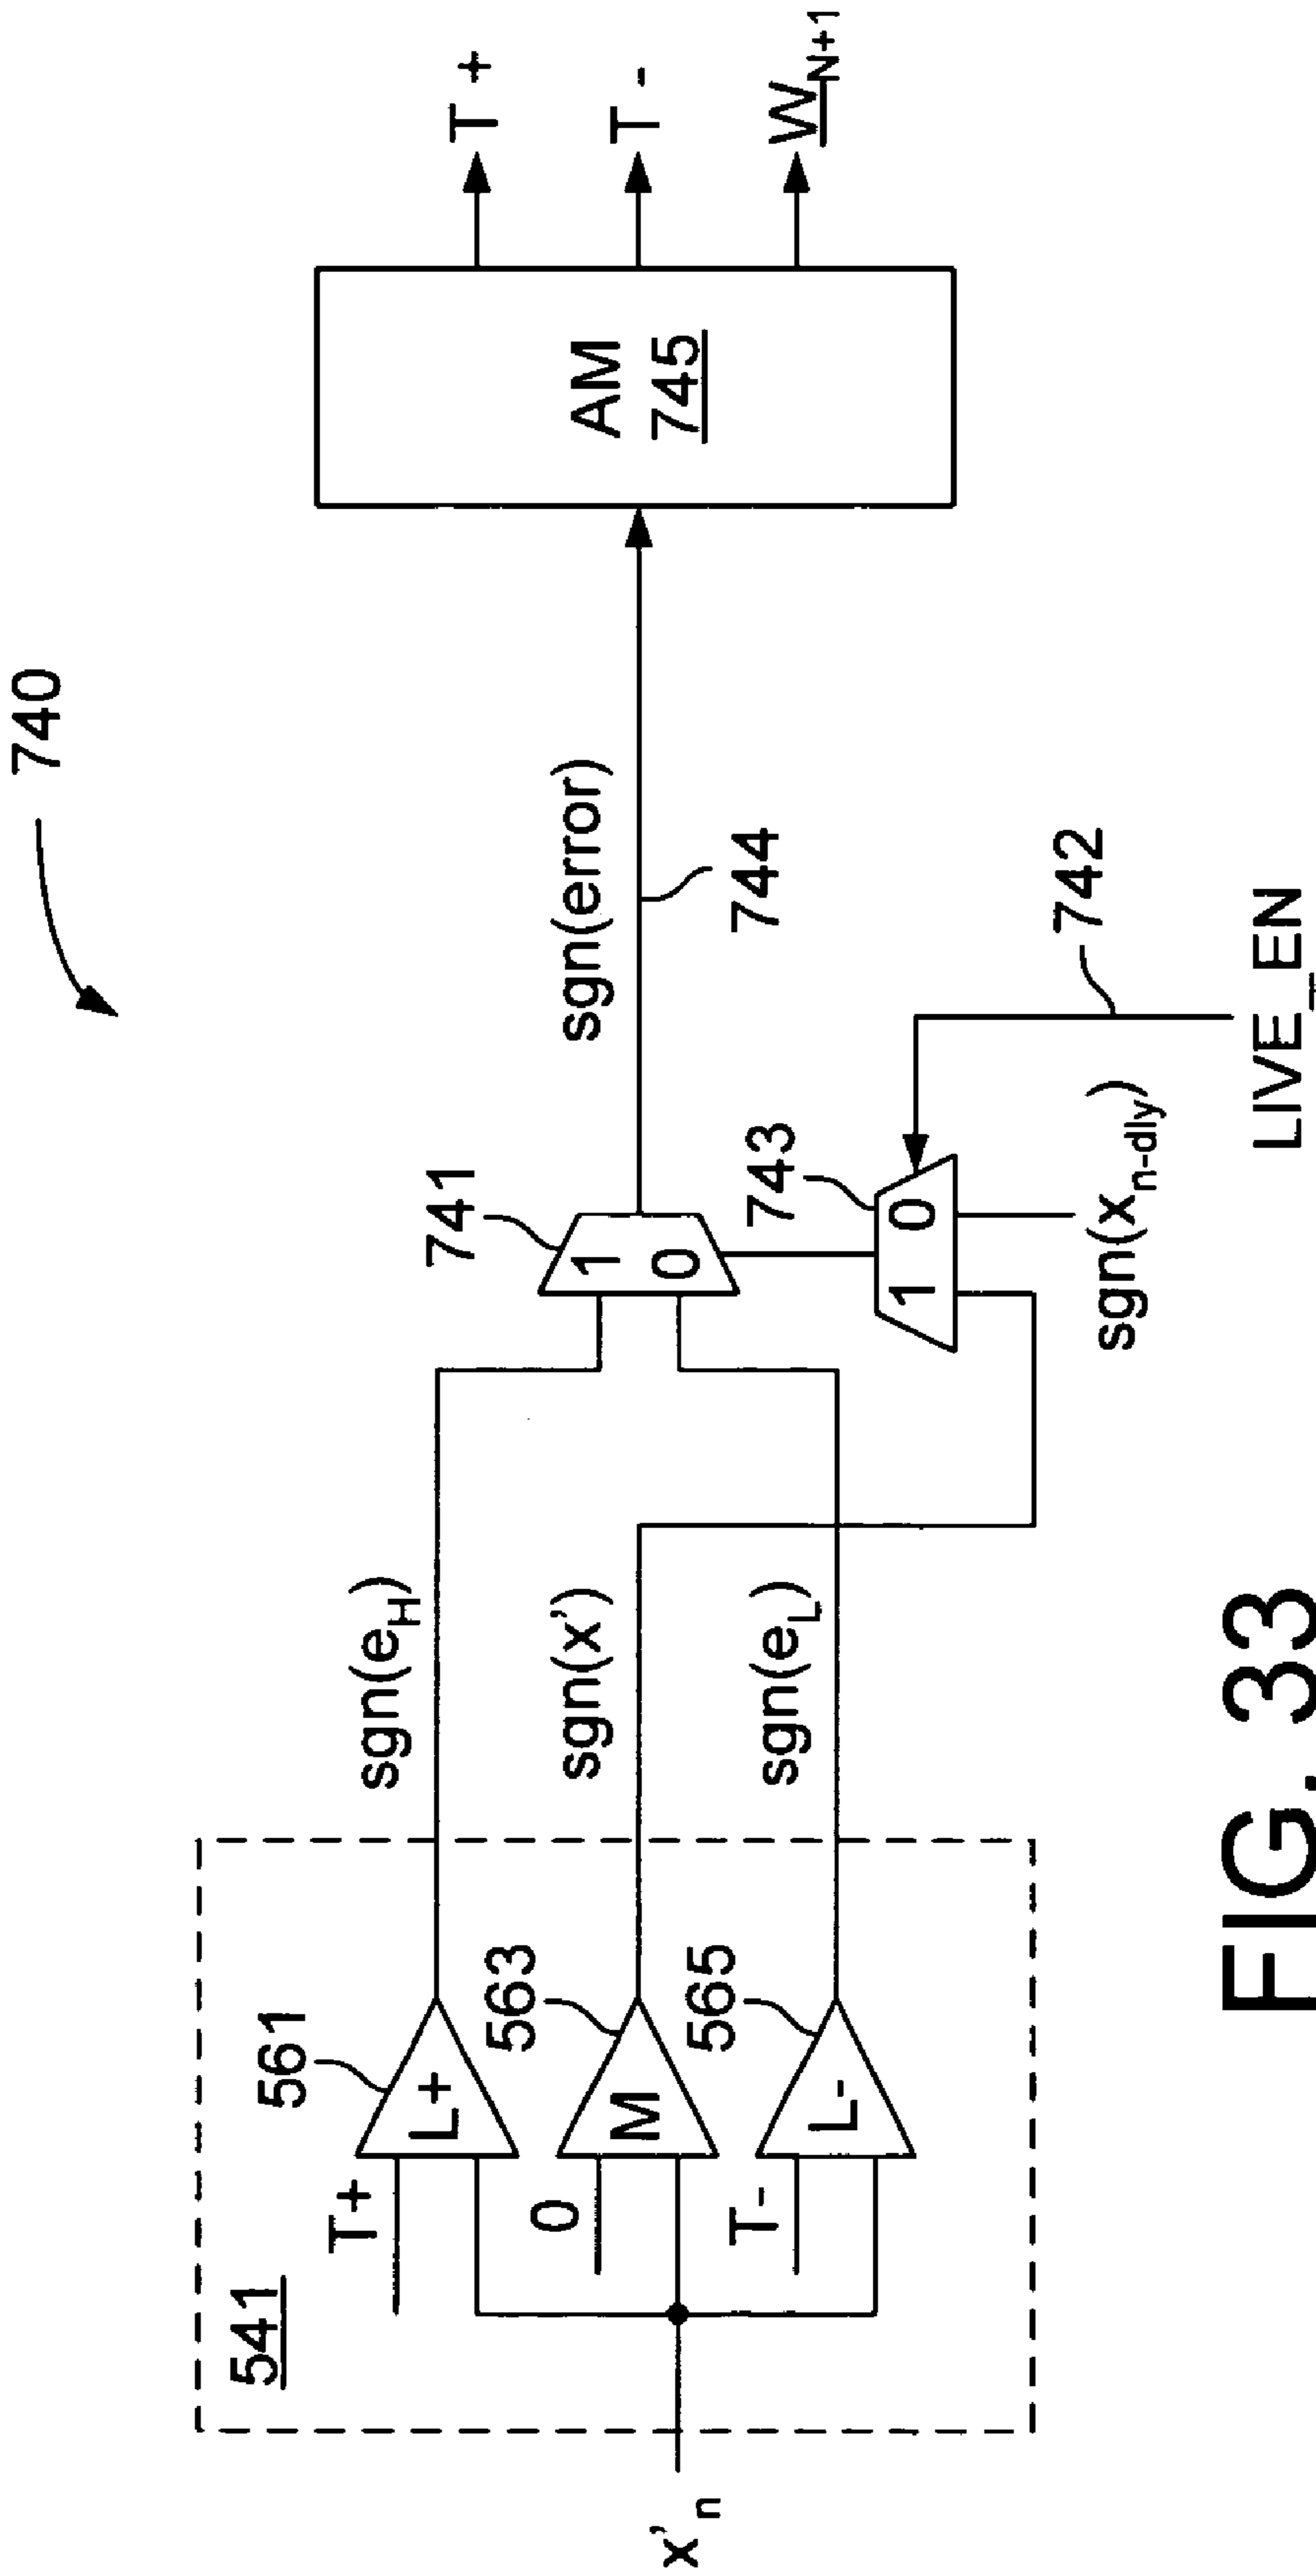 740
541
T+
561
L+
sgn(e_H)
0
563
M
sgn(x')
T-
565
L-
sgn(e_L)
x'_n
741
1
0
743
1 0
sgn(x_n-dly)
742
LIVE_EN
sgn(error)
744
AM
745
T +
T -
W_N+1
FIG. 33